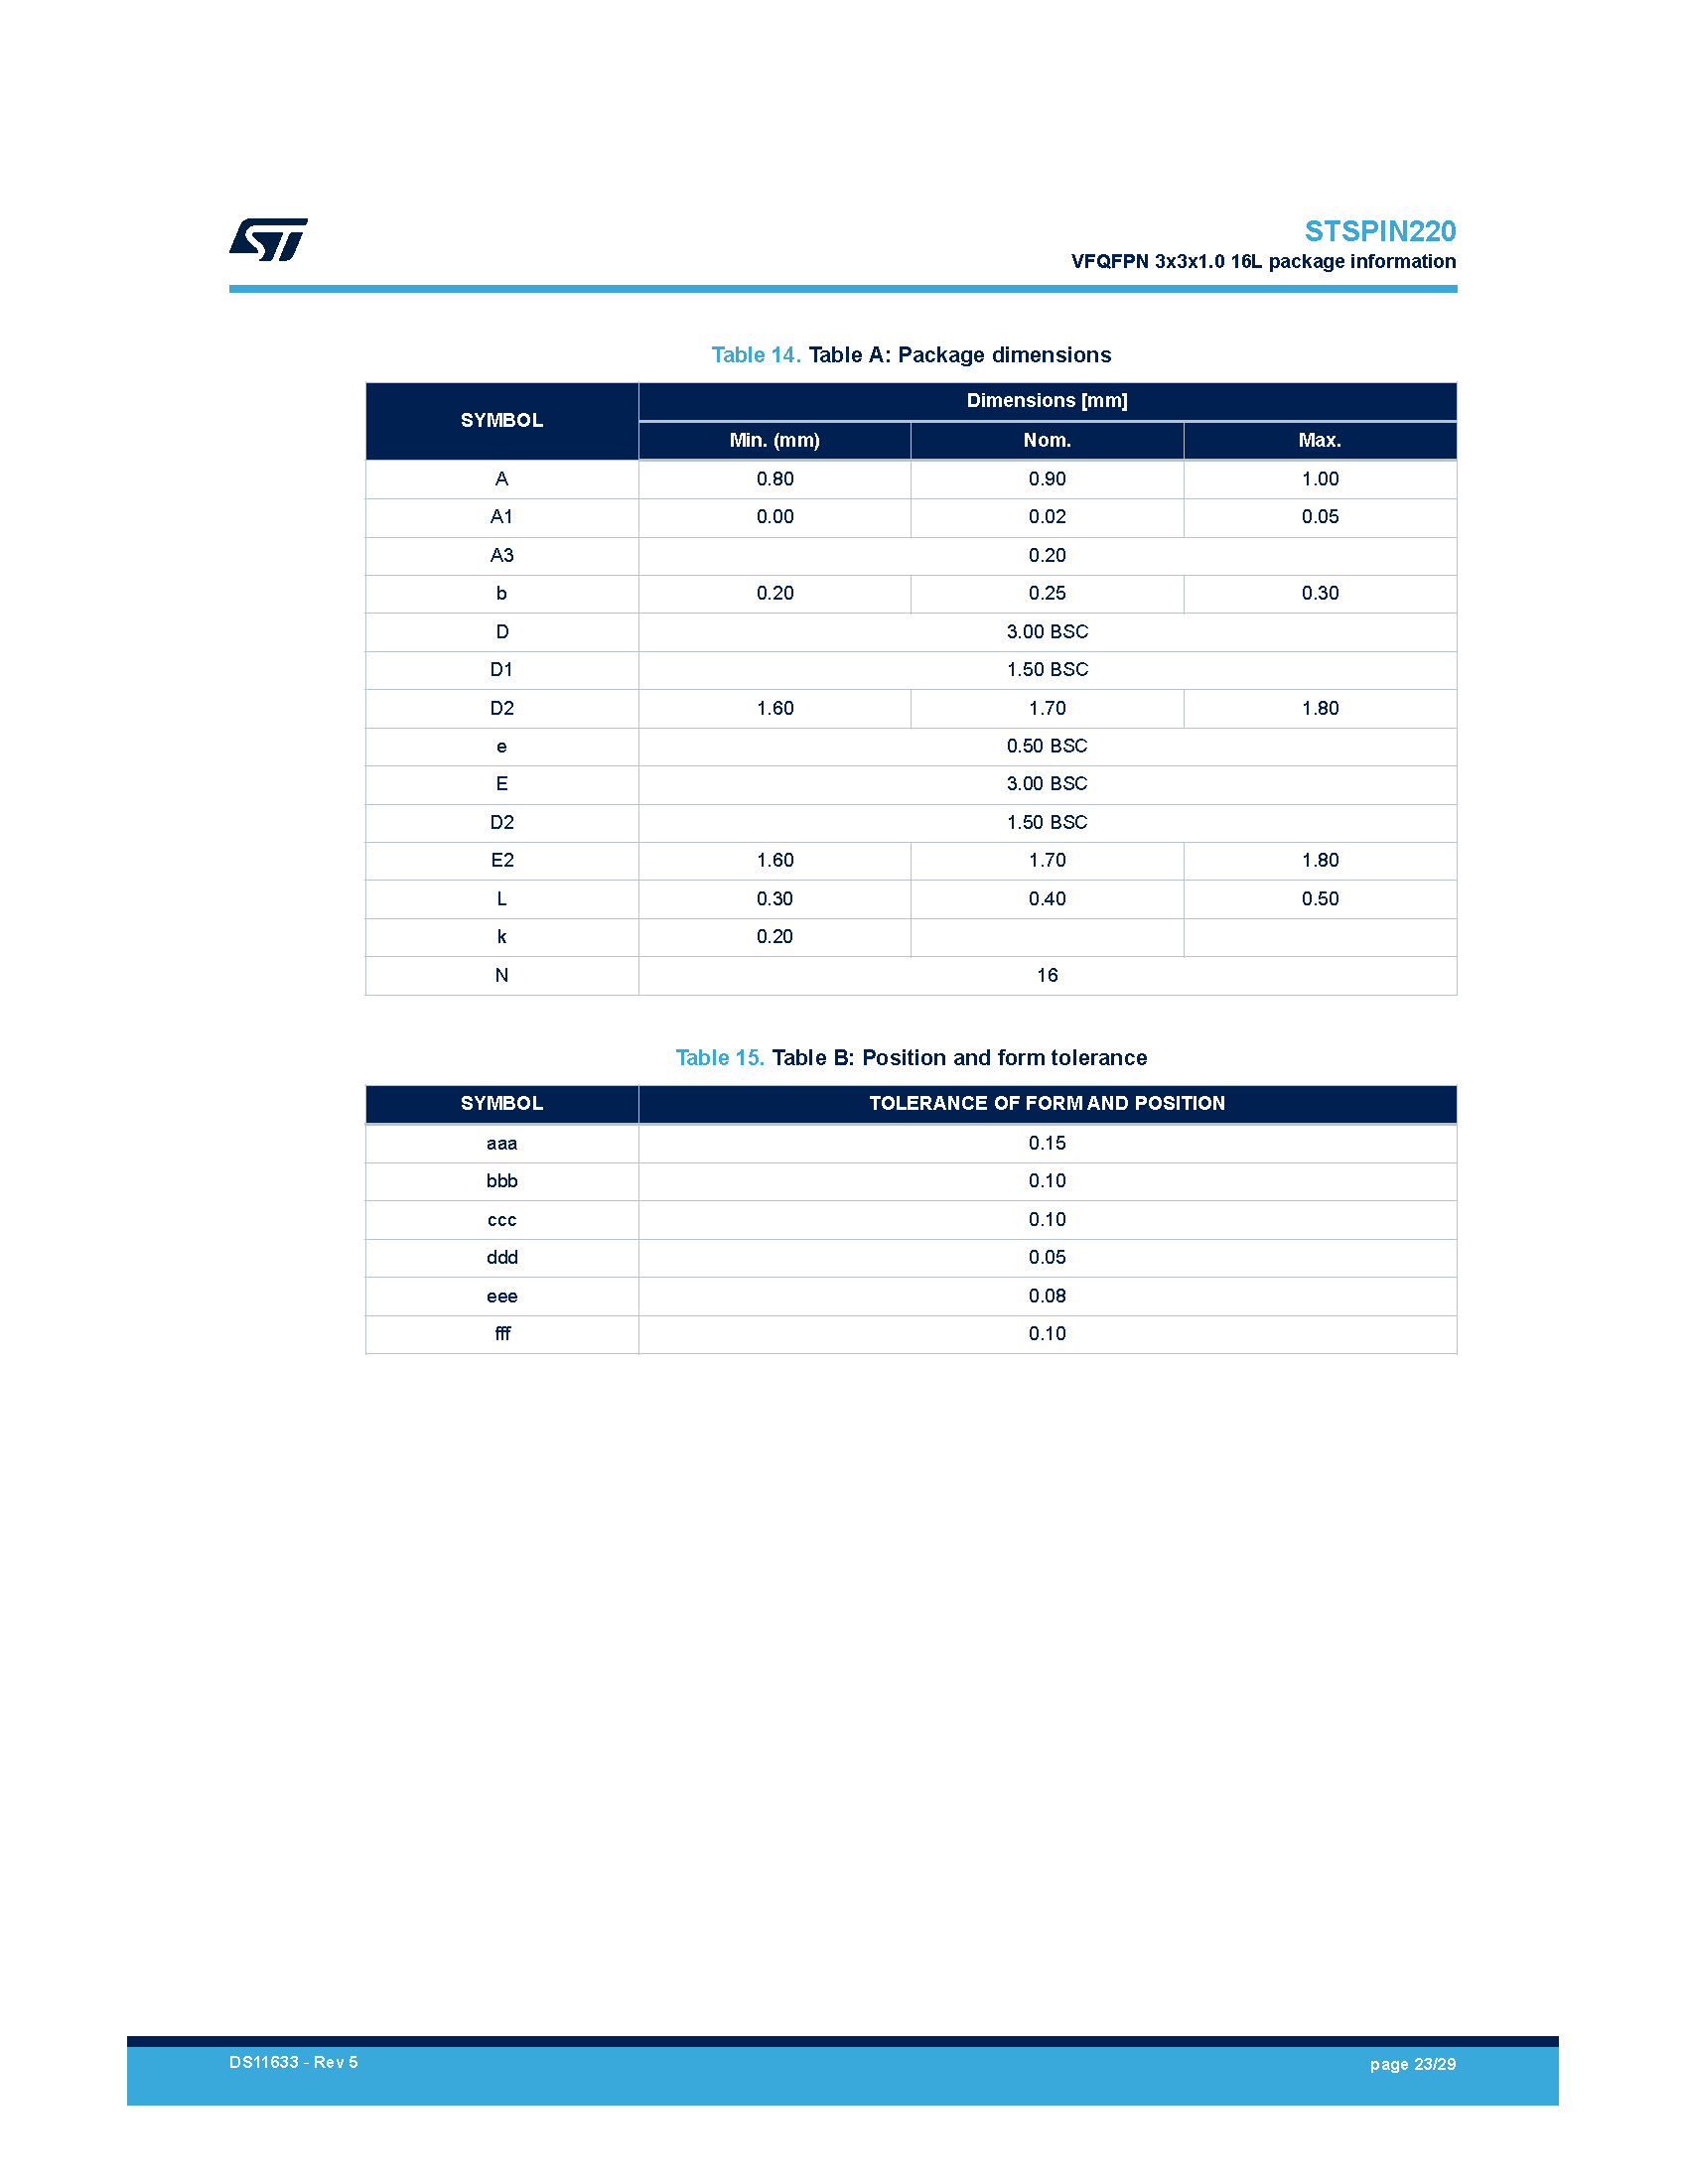 ST
STSPIN220
VFQFPN 3x3x1.0 16L package information
Table 14. Table A: Package dimensions
SYMBOL Dimensions [mm]
Min. (mm) Nom. Max.
A 0.80 0.90 1.00
A1 0.00 0.02 0.05
A3 0.20
b 0.20 0.25 0.30
D 3.00 BSC
D1 1.50 BSC
D2 1.60 1.70 1.80
e 0.50 BSC
E 3.00 BSC
D2 1.50 BSC
E2 1.60 1.70 1.80
L 0.30 0.40 0.50
k 0.20
N 16
Table 15. Table B: Position and form tolerance
SYMBOL TOLERANCE OF FORM AND POSITION
aaa 0.15
bbb 0.10
ccc 0.10
ddd 0.05
eee 0.08
fff 0.10
DS11633 - Rev 5 page 23/29